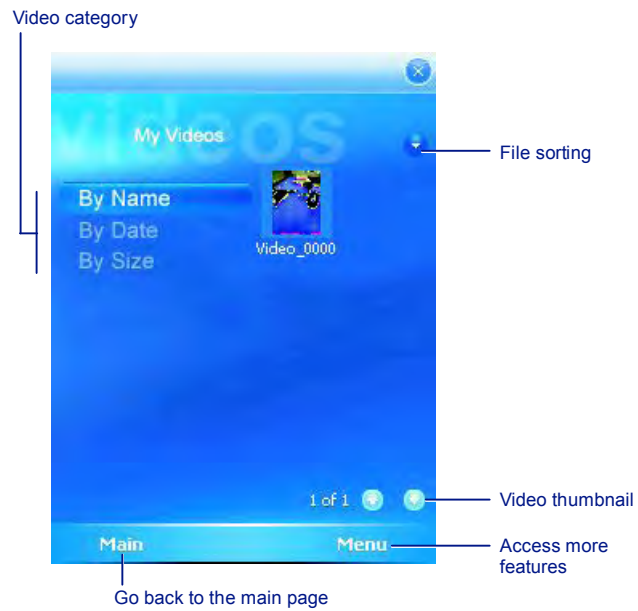 Video category
videos
My Videos
File sorting
By Name
By Date
By Size
Video_0000
1 of 1
Video thumbnail
Main
Menu
Access more
features
Go back to the main page